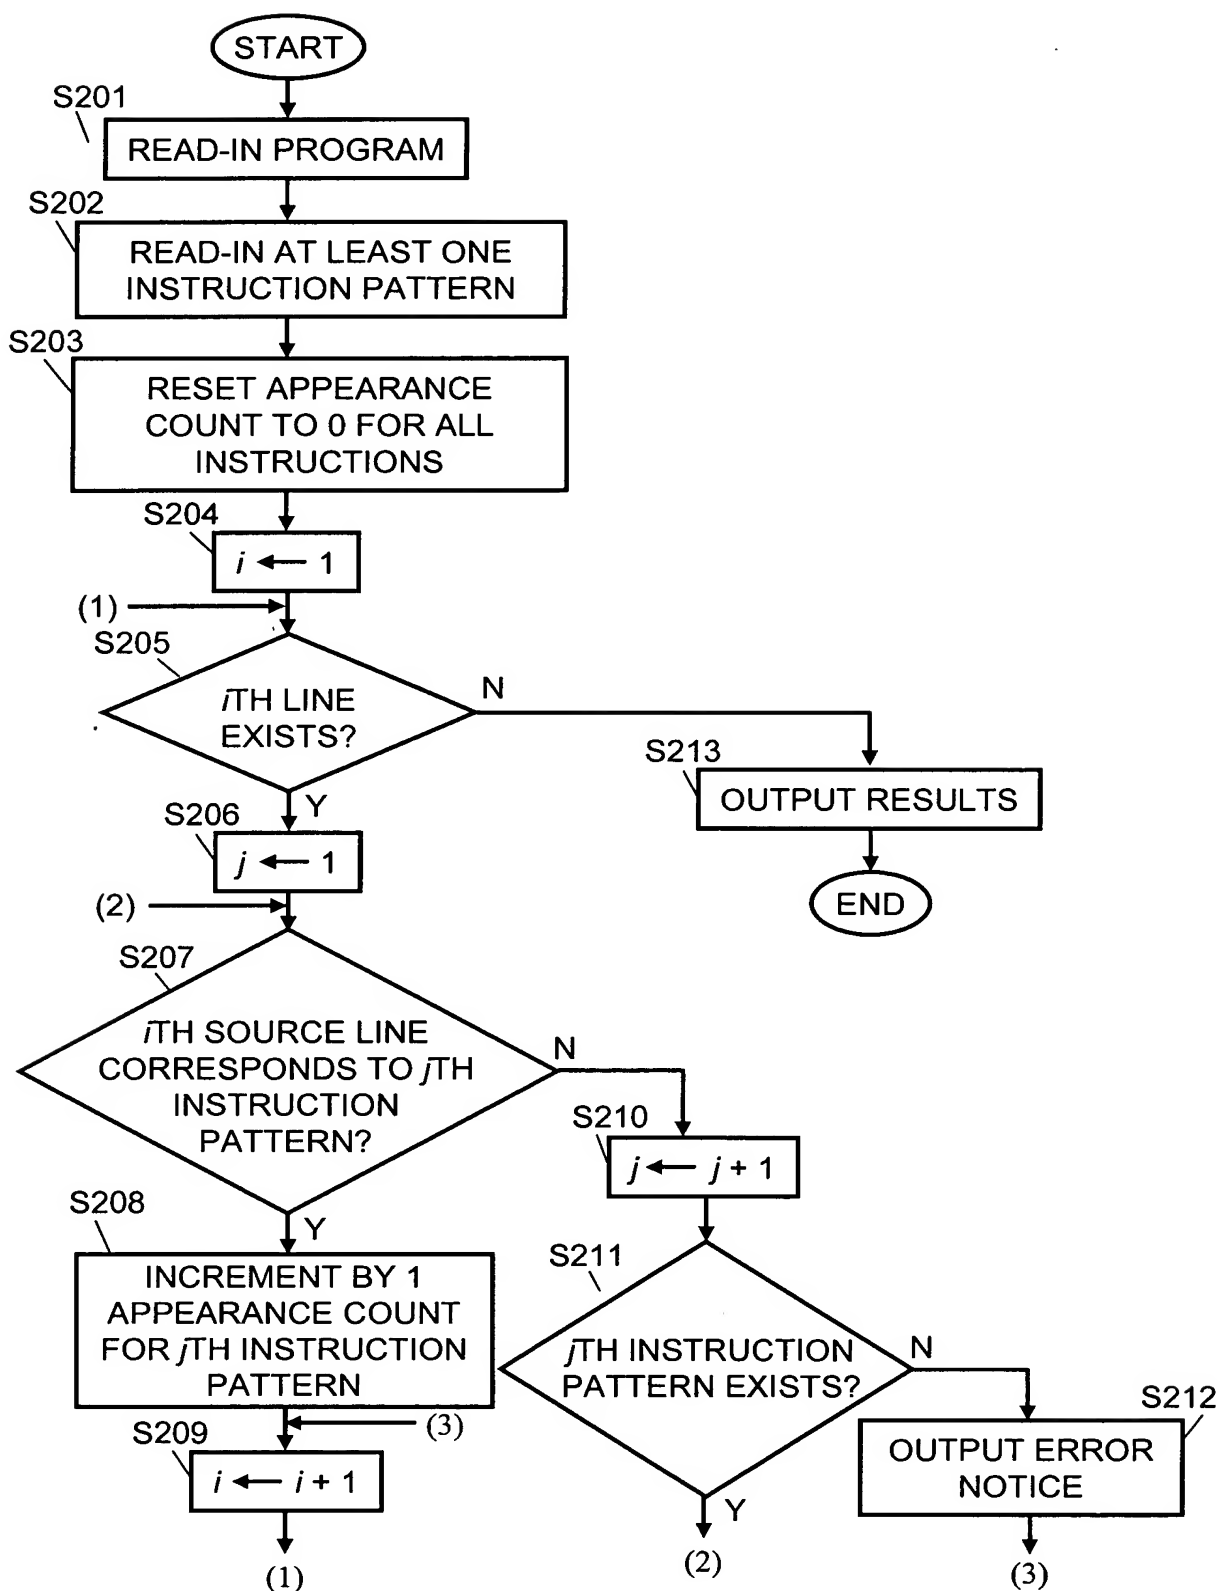 START
S201
READ-IN PROGRAM
S202
READ-IN AT LEAST ONE
INSTRUCTION PATTERN
S203
RESET APPEARANCE
COUNT TO 0 FOR ALL
INSTRUCTIONS
S204
i ← 1
(1)
S205
iTH LINE
EXISTS?
N
Y
S213
OUTPUT RESULTS
END
S206
j ← 1
(2)
S207
iTH SOURCE LINE
CORRESPONDS TO jTH
INSTRUCTION
PATTERN?
N
Y
S210
j ← j + 1
S208
INCREMENT BY 1
APPEARANCE COUNT
FOR jTH INSTRUCTION
PATTERN
S211
jTH INSTRUCTION
PATTERN EXISTS?
N
Y
S212
OUTPUT ERROR
NOTICE
(3)
S209
i ← i + 1
(1)
(2)
(3)